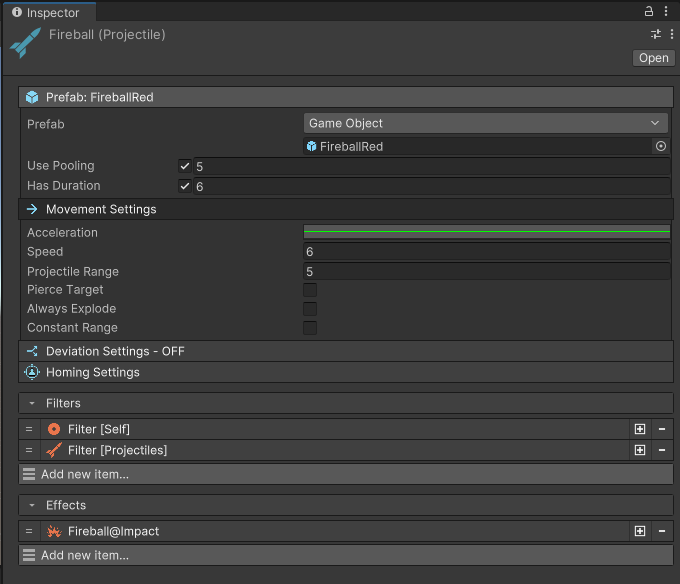 Inspector
Fireball (Projectile)
Open
Prefab: FireballRed
Prefab Game Object
FireballRed
Use Pooling 5
Has Duration 6
Movement Settings
Acceleration
Speed 6
Projectile Range 5
Pierce Target
Always Explode
Constant Range
Deviation Settings - OFF
Homing Settings
Filters
Filter [Self]
Filter [Projectiles]
Add new item...
Effects
Fireball@Impact
Add new item...